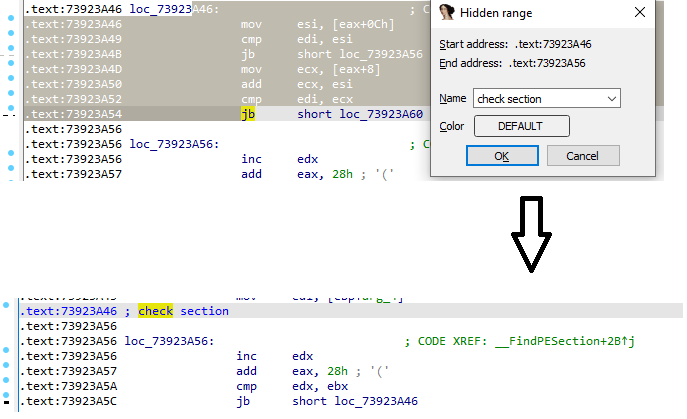 .text:73923A46 loc_73923A46: ; C
.text:73923A46 mov esi, [eax+0Ch]
.text:73923A49 cmp edi, esi
.text:73923A4B jb short loc_73923A56
.text:73923A4D mov ecx, [eax+8]
.text:73923A50 add ecx, esi
.text:73923A52 cmp edi, ecx
.text:73923A54 jb short loc_73923A60
.text:73923A56
.text:73923A56 loc_73923A56: ; C
.text:73923A56 inc edx
.text:73923A57 add eax, 28h ; '('
Hidden range
Start address: .text:73923A46
End address: .text:73923A56
Name check section
Color DEFAULT
OK Cancel
.text:73923A46 ; check section
.text:73923A56
.text:73923A56 loc_73923A56: ; CODE XREF: __FindPESection+2B↑j
.text:73923A56 inc edx
.text:73923A57 add eax, 28h ; '('
.text:73923A5A cmp edx, ebx
.text:73923A5C jb short loc_73923A46